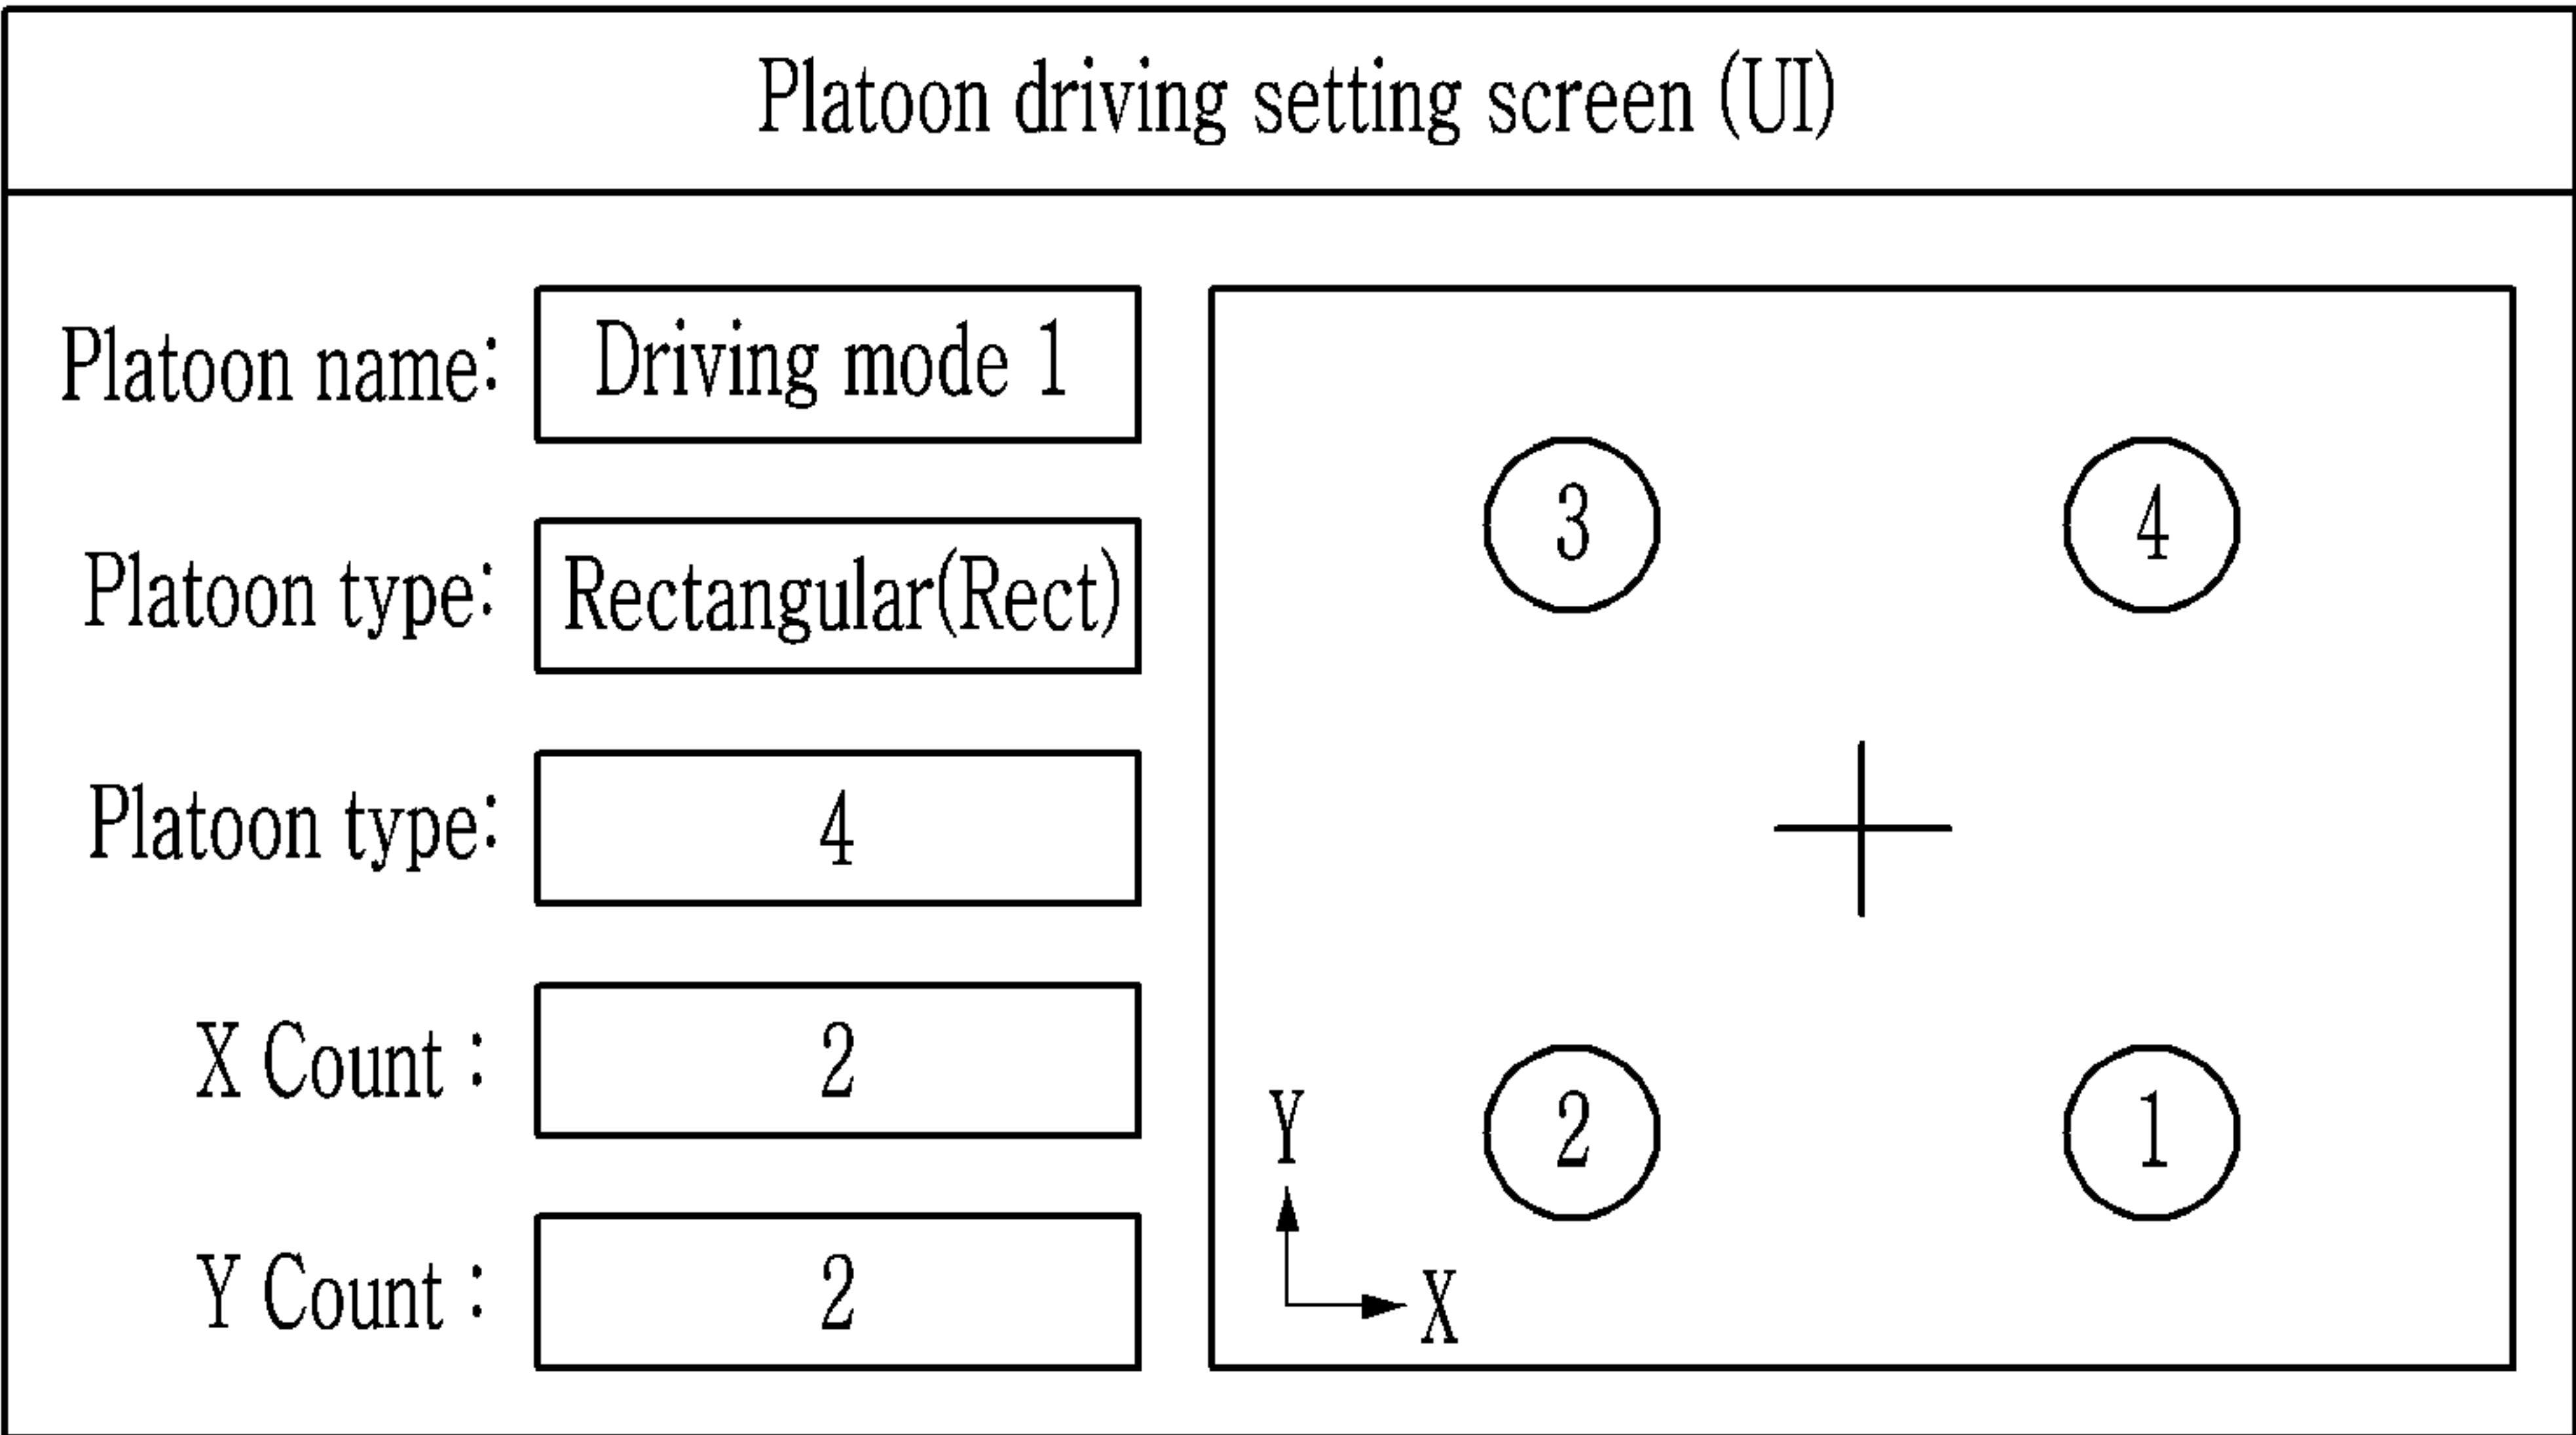 Platoon driving setting screen (UI)
Platoon name: Driving mode 1
Platoon type: Rectangular(Rect)
Platoon type: 4
X Count : 2
Y Count : 2
3 4
2 1
Y
X